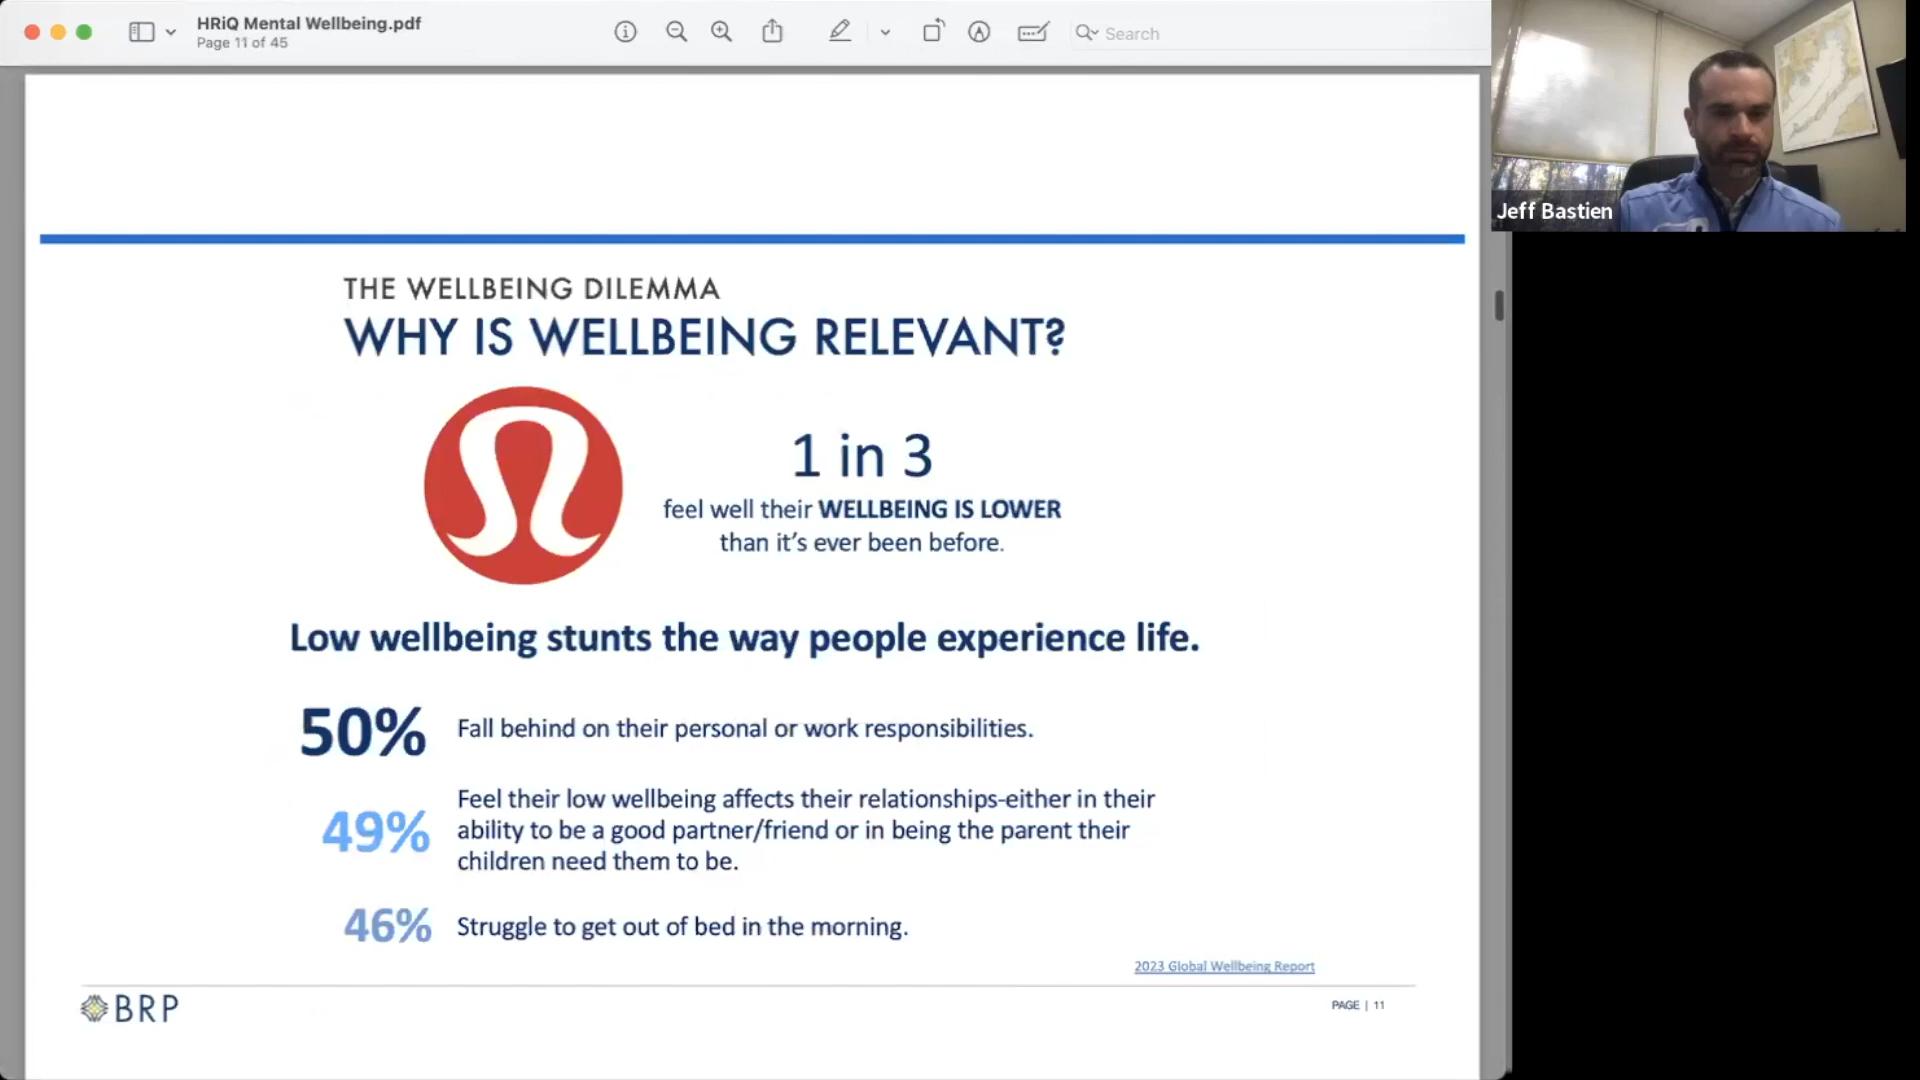 HRiQ Mental Wellbeing.pdf
Page 11 of 45
Search
Jeff Bastien
THE WELLBEING DILEMMA
WHY IS WELLBEING RELEVANT?
1 in 3
feel well their WELLBEING IS LOWER
than it's ever been before.
Low wellbeing stunts the way people experience life.
50% Fall behind on their personal or work responsibilities.
Feel their low wellbeing affects their relationships-either in their
49% ability to be a good partner/friend or in being the parent their
children need them to be.
46% Struggle to get out of bed in the morning.
2023 Global Wellbeing Report
BRP
PAGE | 11